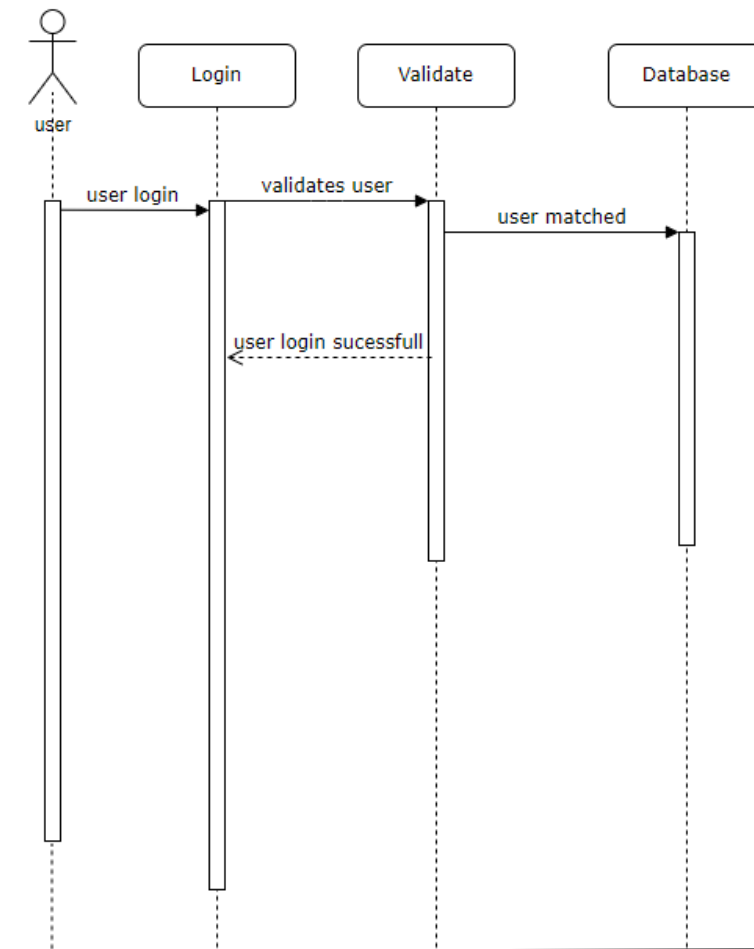 Login
Validate
Database
user
user login
validates user
user matched
user login sucessfull